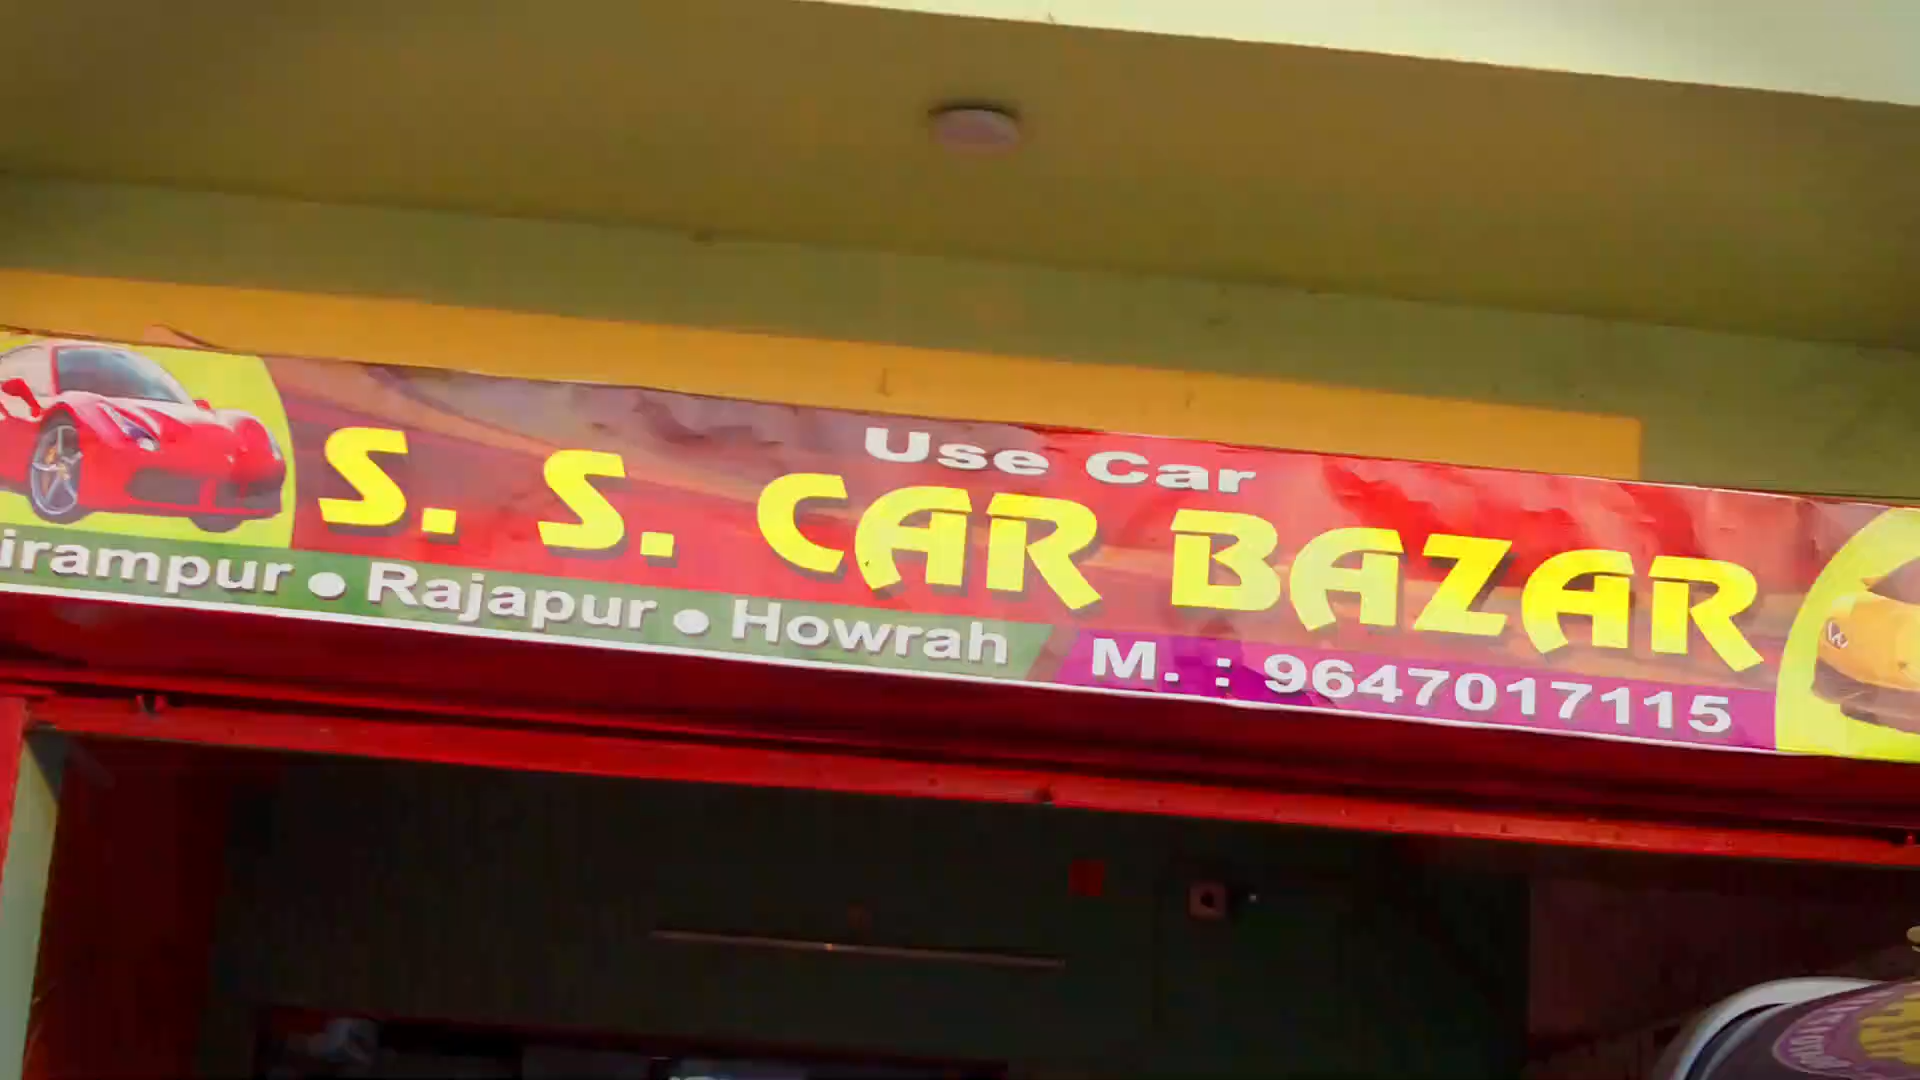 Use Car
S. S. CAR BAZAR
irampur • Rajapur • Howrah
M. : 9647017115